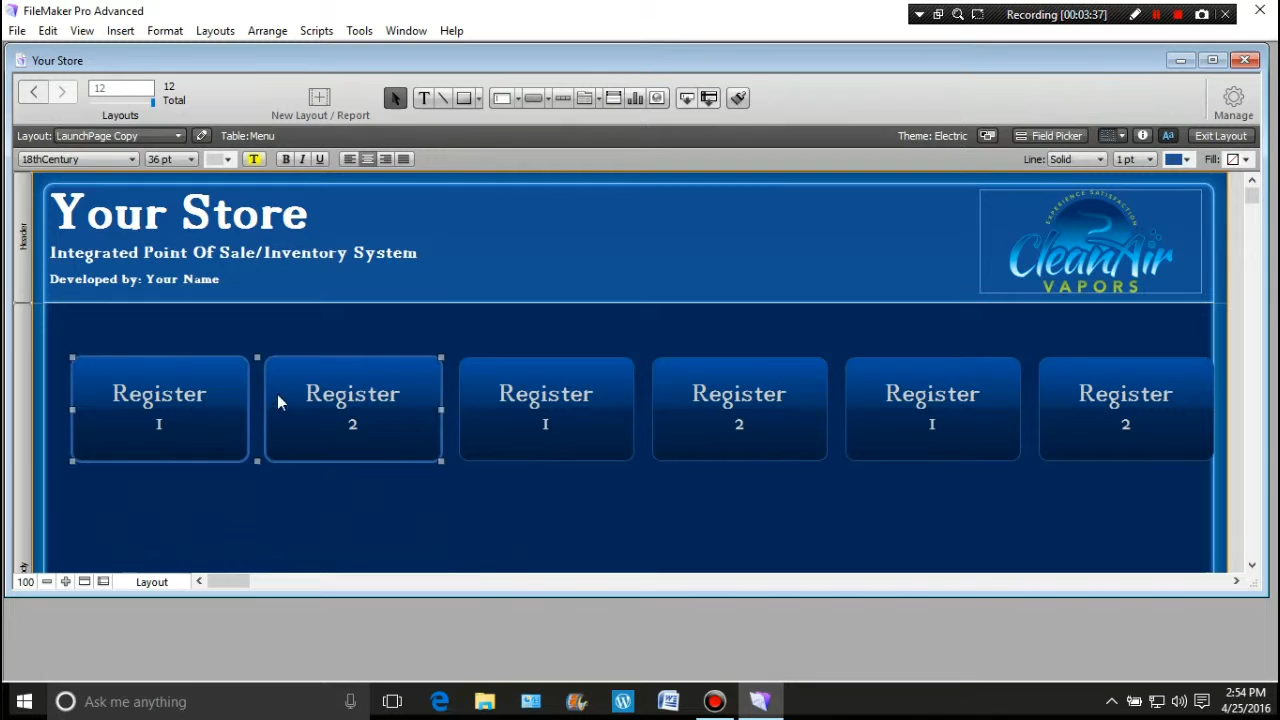 FileMaker Pro Advanced
Recording [00:03:37]
File Edit View Insert Format Layouts Arrange Scripts Tools Window Help
Your Store
12
12
Total
Layouts
New Layout / Report
Manage
Layout: LaunchPage Copy Table: Menu Theme: Electric Field Picker Aa Exit Layout
18thCentury 36 pt T B I U Line: Solid 1 pt Fill:
Header
Your Store
Integrated Point Of Sale/Inventory System
Developed by: Your Name
EXPERIENCE SATISFACTION
CleanAir
VAPORS
Register
1
Register
2
Register
1
Register
2
Register
1
Register
2
100 Layout
Ask me anything
2:54 PM
4/25/2016